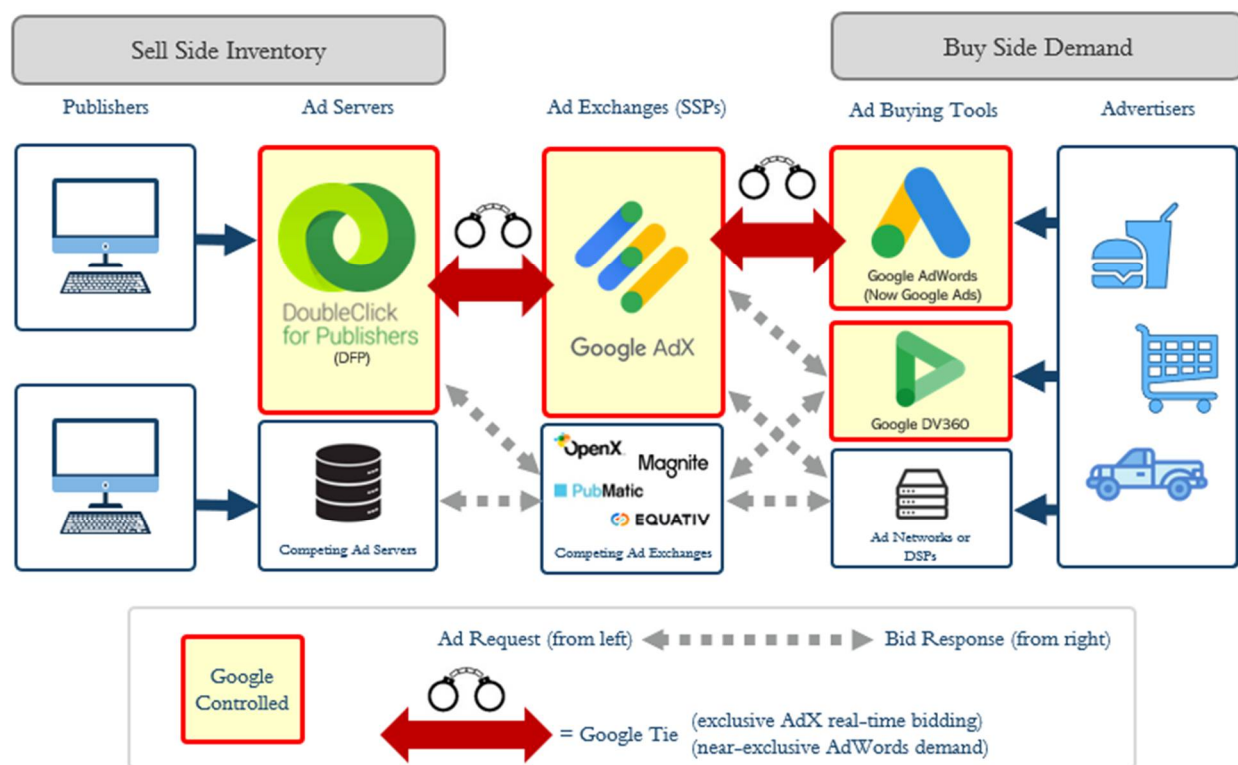 Sell Side Inventory
Buy Side Demand
Publishers
Ad Servers
Ad Exchanges (SSPs)
Ad Buying Tools
Advertisers
DoubleClick
for Publishers
(DFP)
Google AdX
Google AdWords
(Now Google Ads)
Google DV360
Competing Ad Servers
OpenX
Magnite
PubMatic
EQUATIV
Competing Ad Exchanges
Ad Networks or
DSPs
Google
Controlled
Ad Request (from left)
Bid Response (from right)
= Google Tie
(exclusive AdX real-time bidding)
(near-exclusive AdWords demand)